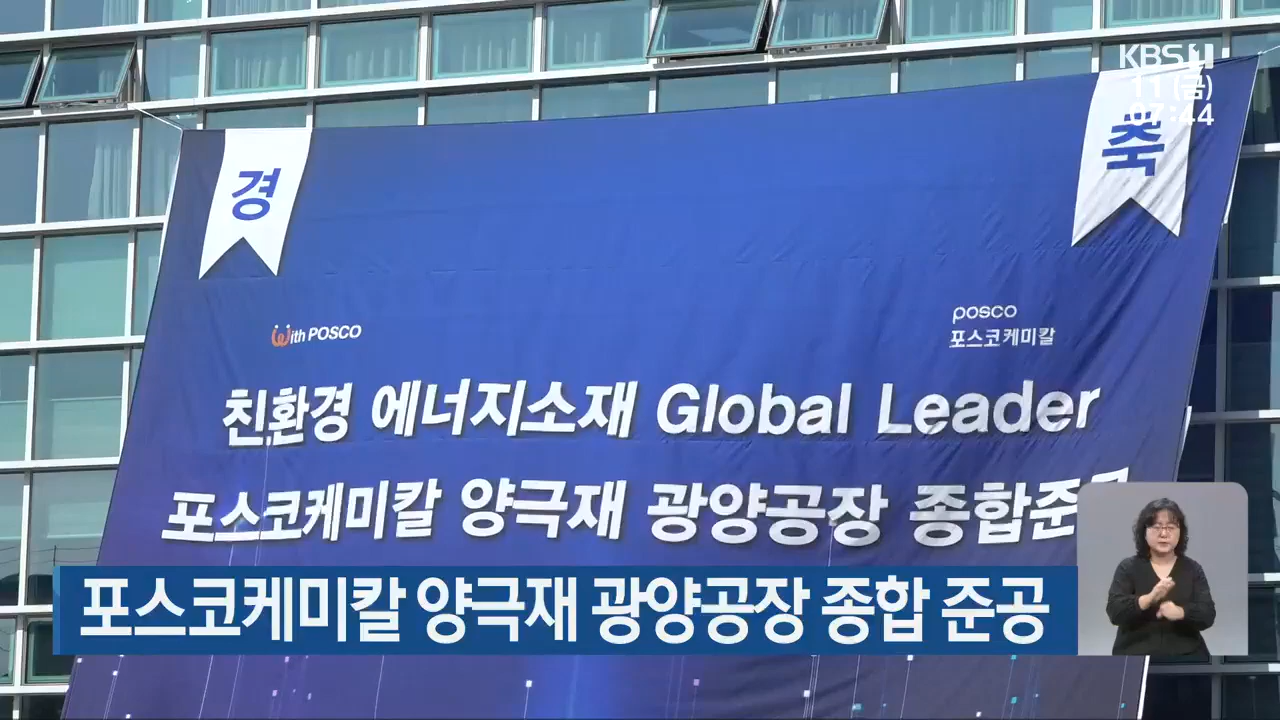 KBS 1
11 (금)
07:44
경 축
With POSCO
posco
포스코케미칼
친환경 에너지소재 Global Leader
포스코케미칼 양극재 광양공장 종합준
포스코케미칼 양극재 광양공장 종합 준공